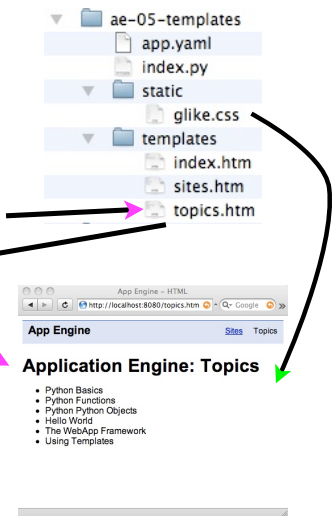 ae-05-templates
app.yaml
index.py
static
glike.css
templates
index.htm
sites.htm
topics.htm
App Engine – HTML
http://localhost:8080/topics.htm Google
App Engine Sites Topics
Application Engine: Topics
• Python Basics
• Python Functions
• Python Python Objects
• Hello World
• The WebApp Framework
• Using Templates